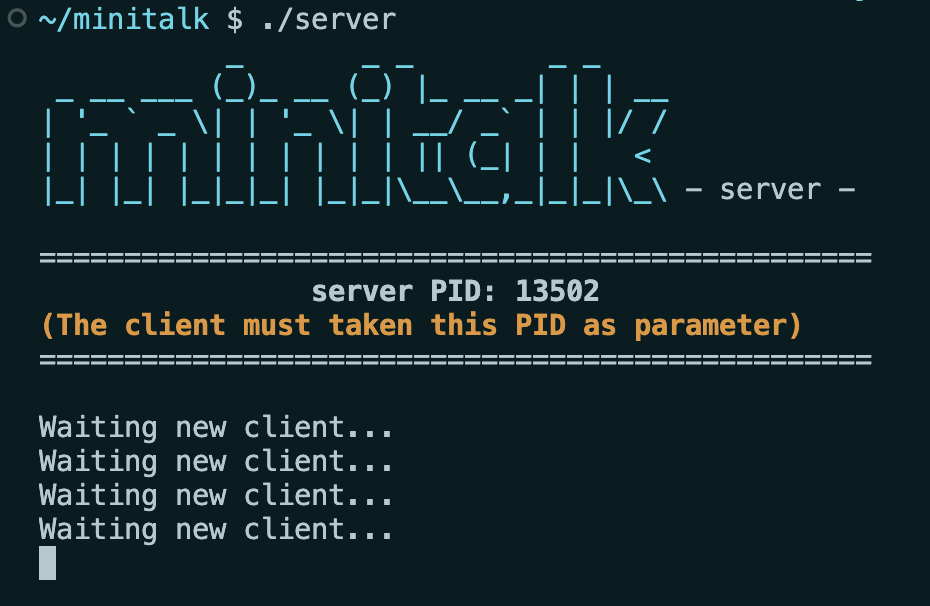 ~/minitalk $ ./server
minitalk - server -
==================================================
server PID: 13502
(The client must taken this PID as parameter)
==================================================
Waiting new client...
Waiting new client...
Waiting new client...
Waiting new client...